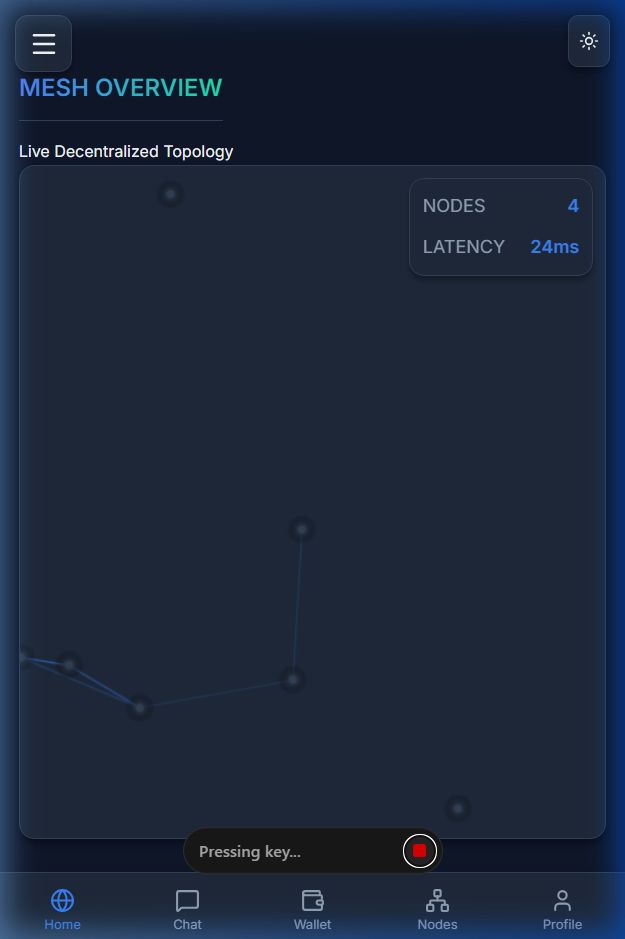 MESH OVERVIEW
Live Decentralized Topology
NODES 4
LATENCY 24ms
Pressing key...
Home Chat Wallet Nodes Profile